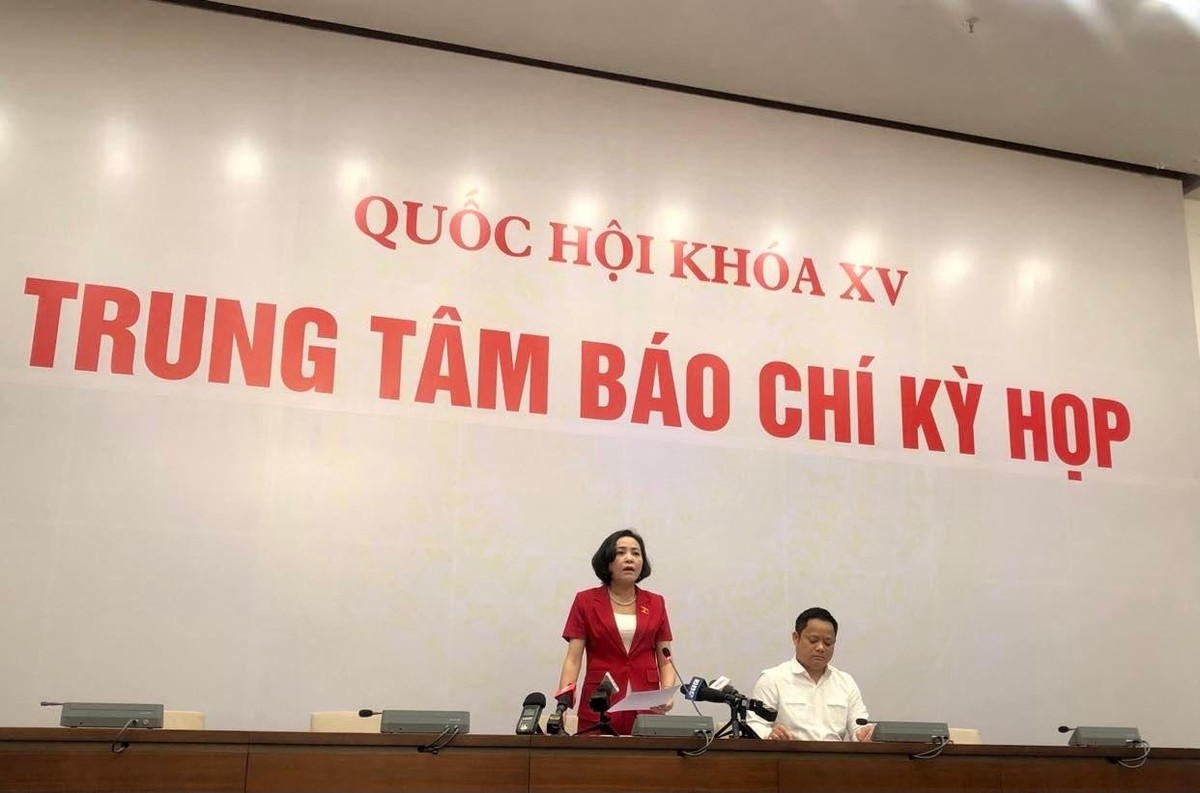 QUỐC HỘI KHÓA XV
TRUNG TÂM BÁO CHÍ KỲ HỌP